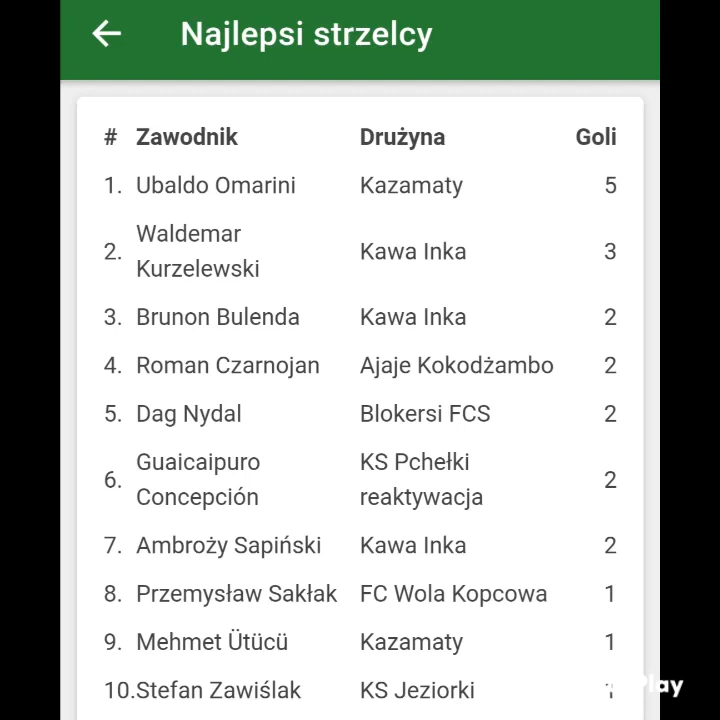 Najlepsi strzelcy
# Zawodnik Drużyna Goli
1. Ubaldo Omarini Kazamaty 5
2. Waldemar Kurzelewski Kawa Inka 3
3. Brunon Bulenda Kawa Inka 2
4. Roman Czarnojan Ajaje Kokodżambo 2
5. Dag Nydal Blokersi FCS 2
6. Guaicaipuro Concepción KS Pchełki reaktywacja 2
7. Ambroży Sapiński Kawa Inka 2
8. Przemysław Sakłak FC Wola Kopcowa 1
9. Mehmet Ütücü Kazamaty 1
10. Stefan Zawiślak KS Jeziorki 1